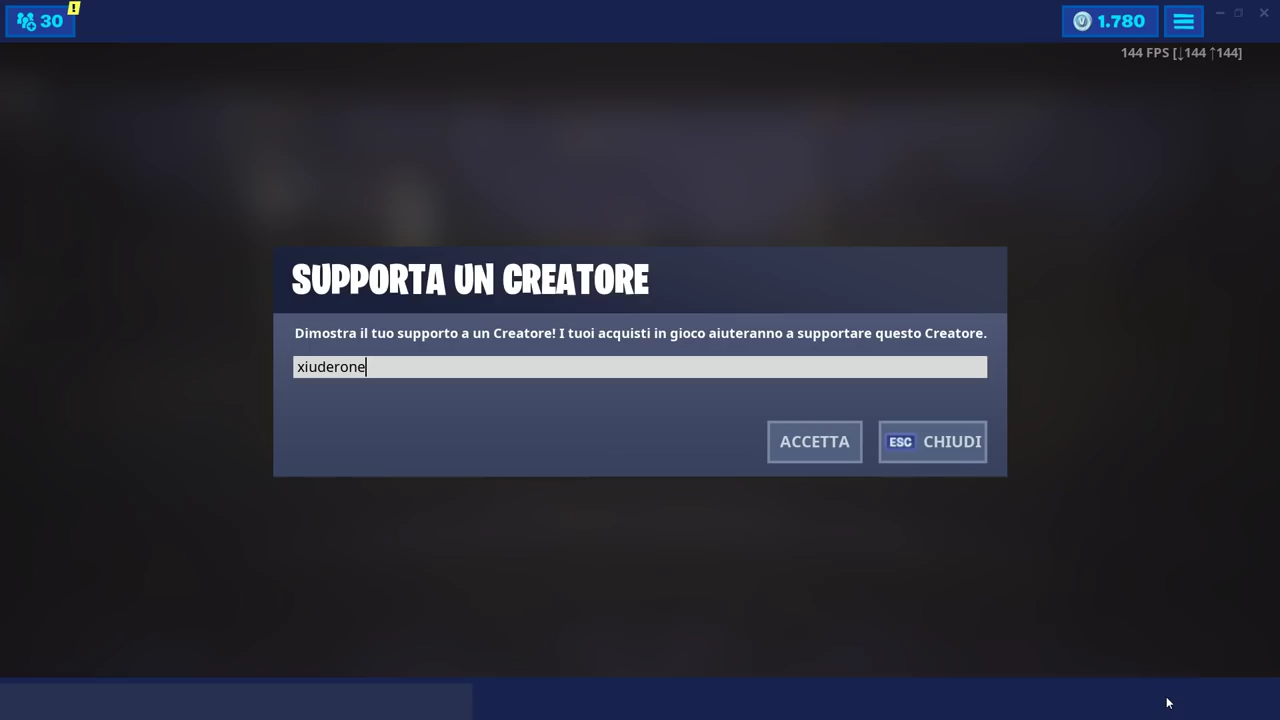 30 !
1.780
144 FPS [↓144 ↑144]
SUPPORTA UN CREATORE
Dimostra il tuo supporto a un Creatore! I tuoi acquisti in gioco aiuteranno a supportare questo Creatore.
xiuderone
ACCETTA
ESC CHIUDI